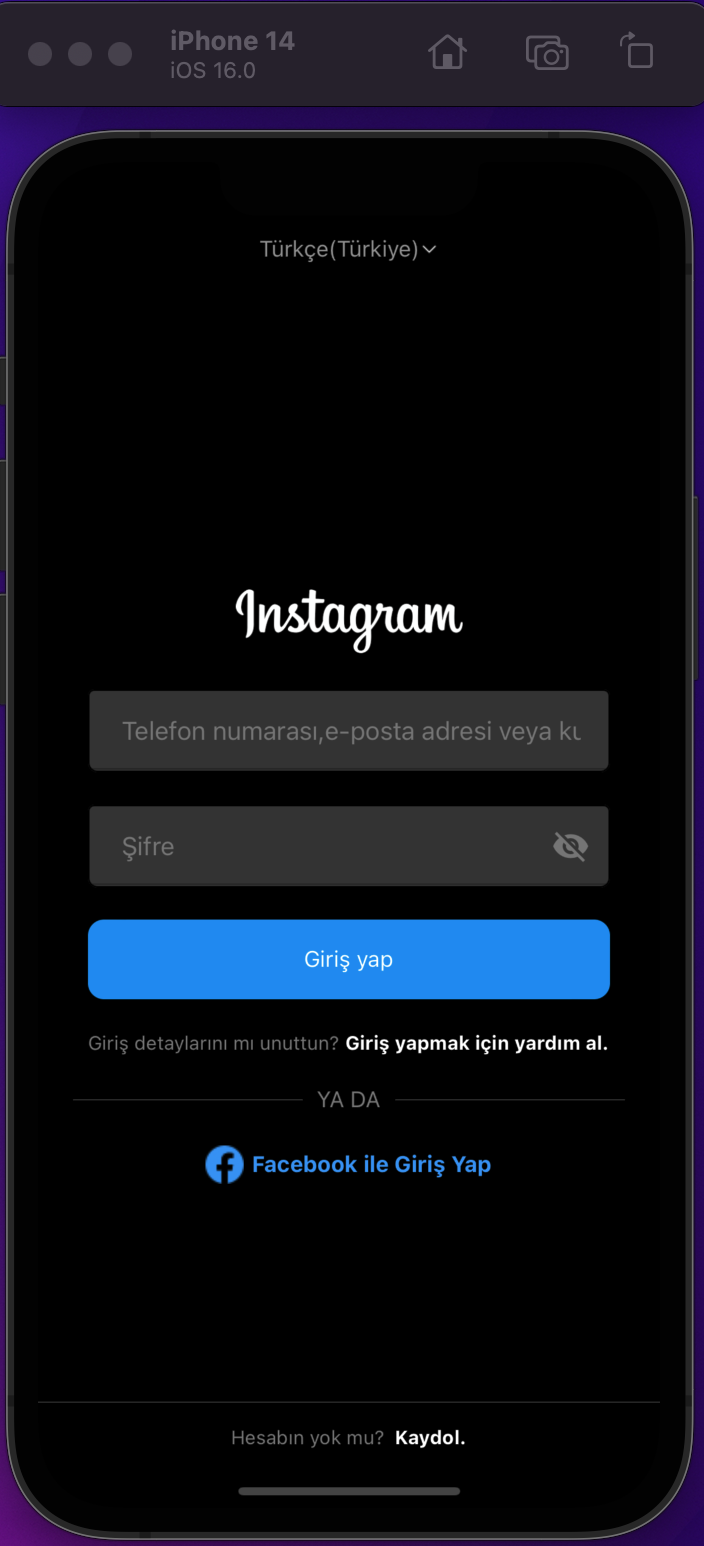 iPhone 14
iOS 16.0
Türkçe(Türkiye)
Instagram
Telefon numarası,e-posta adresi veya kı
Şifre
Giriş yap
Giriş detaylarını mı unuttun? Giriş yapmak için yardım al.
YA DA
Facebook ile Giriş Yap
Hesabın yok mu? Kaydol.